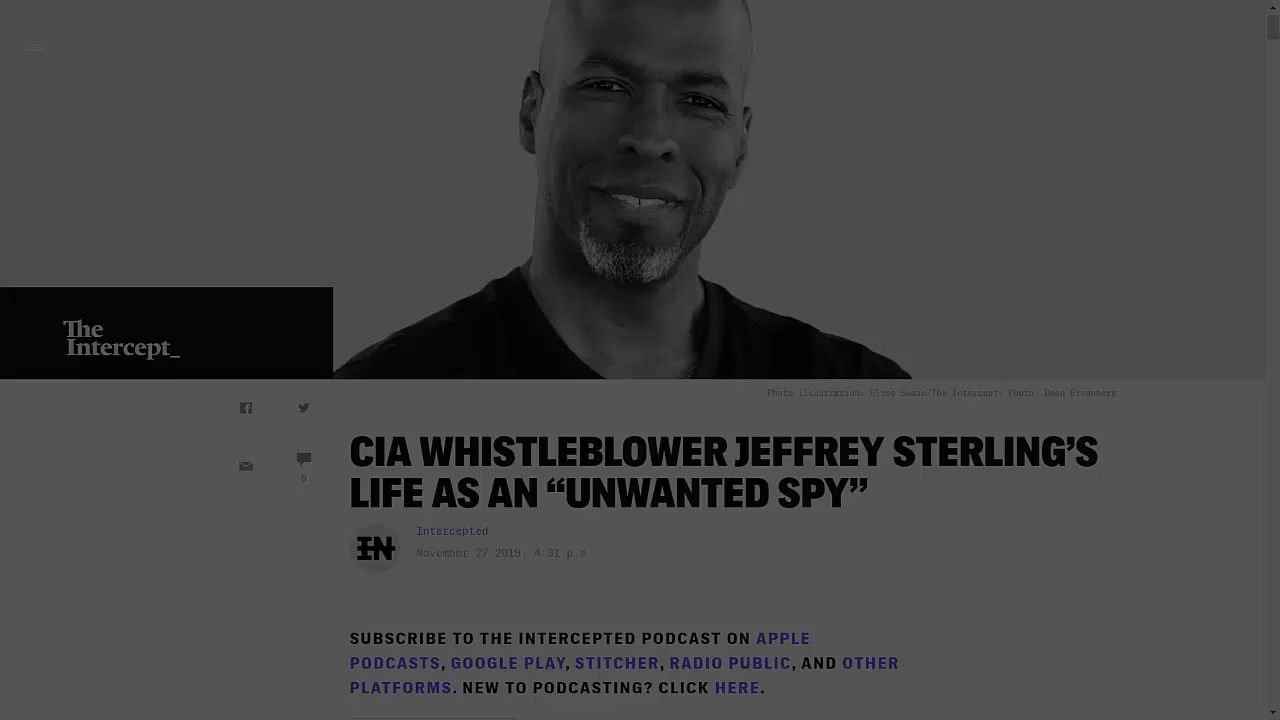 The
Intercept_
Photo illustration: Elise Swain/The Intercept; Photo: Dean Eisenberg
6
CIA WHISTLEBLOWER JEFFREY STERLING’S
LIFE AS AN “UNWANTED SPY”
IN
Intercepted
November 27 2019, 4:31 p.m
SUBSCRIBE TO THE INTERCEPTED PODCAST ON APPLE
PODCASTS, GOOGLE PLAY, STITCHER, RADIO PUBLIC, AND OTHER
PLATFORMS. NEW TO PODCASTING? CLICK HERE.